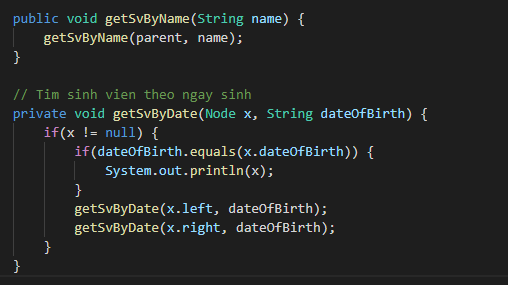 public void getSvByName(String name) {
    getSvByName(parent, name);
}
// Tim sinh vien theo ngay sinh
private void getSvByDate(Node x, String dateOfBirth) {
    if(x != null) {
        if(dateOfBirth.equals(x.dateOfBirth)) {
            System.out.println(x);
        }
        getSvByDate(x.left, dateOfBirth);
        getSvByDate(x.right, dateOfBirth);
    }
}